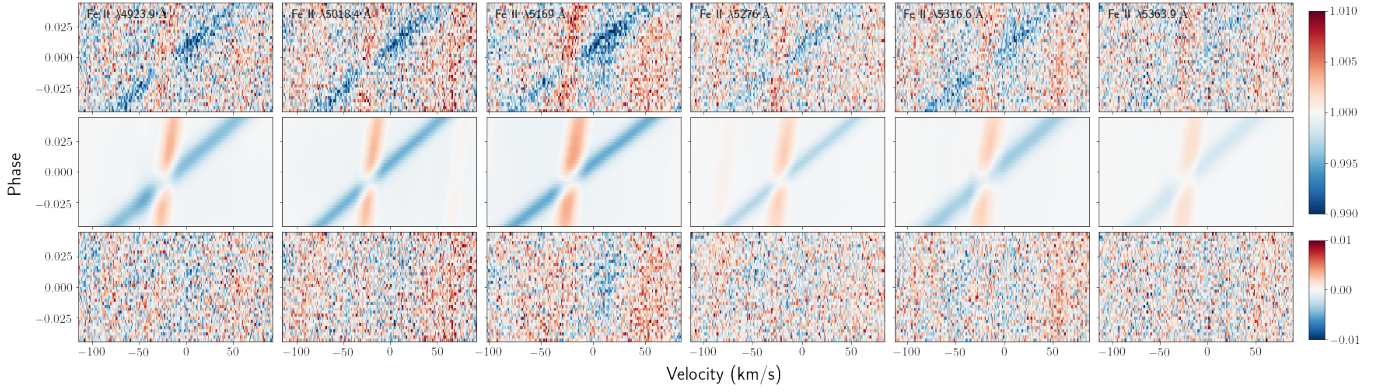 Fe II λ4923.9 Å
Fe II λ5018.4 Å
Fe II λ5169 Å
Fe II λ5276 Å
Fe II λ5316.6 Å
Fe II λ5363.9 Å
0.025
0.000
−0.025
1.010
1.005
1.000
0.995
0.990
Phase
0.025
0.000
−0.025
0.025
0.000
−0.025
0.01
0.00
−0.01
−100 −50 0 50
−100 −50 0 50
−100 −50 0 50
−100 −50 0 50
−100 −50 0 50
−100 −50 0 50
Velocity (km/s)